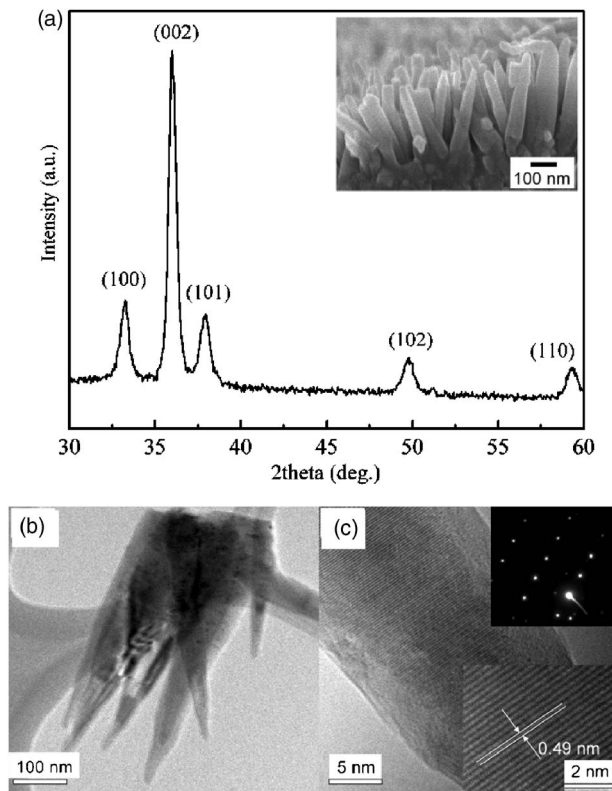 (a)
(002)
100 nm
(100)
(101)
(102)
(110)
Intensity (a.u.)
30 35 40 45 50 55 60
2theta (deg.)
(b)
100 nm
(c)
0.49 nm
5 nm
2 nm